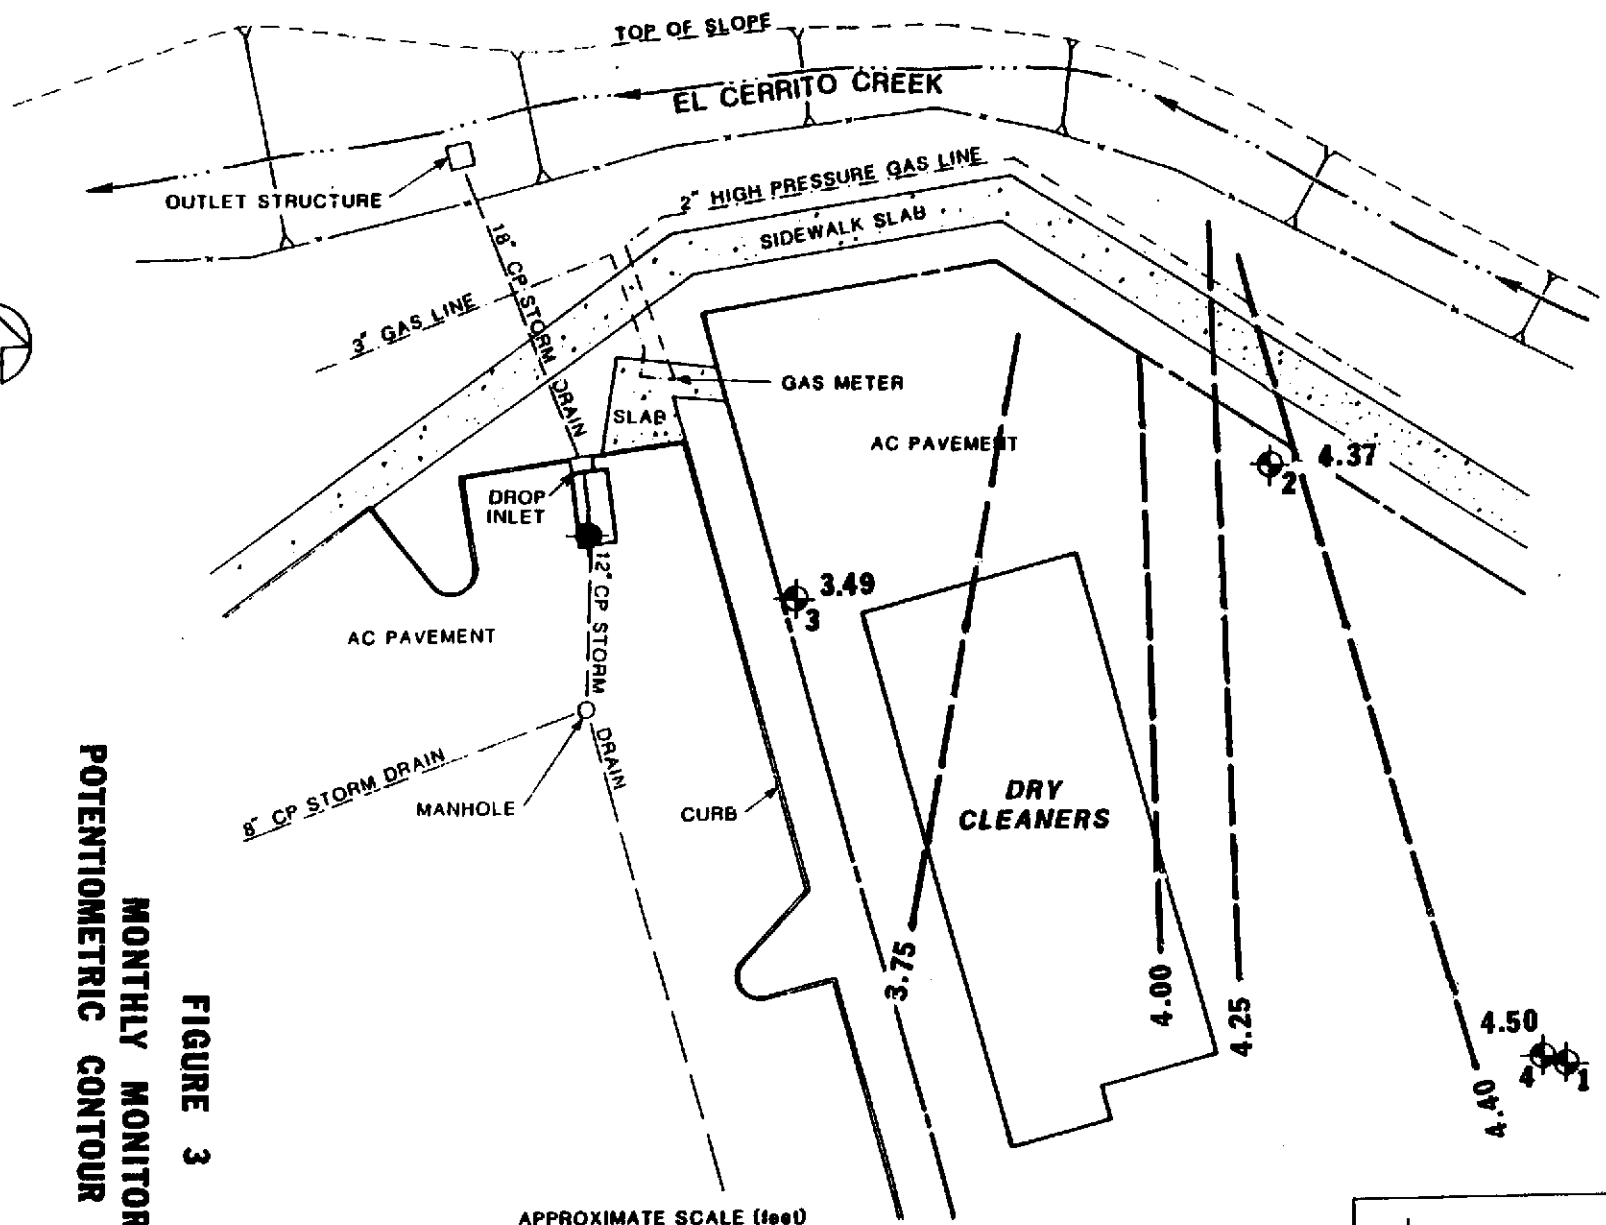 TOP OF SLOPE
EL CERRITO CREEK
OUTLET STRUCTURE
2" HIGH PRESSURE GAS LINE
SIDEWALK SLAB
18" CP STORM DRAIN
3" GAS LINE
GAS METER
SLAB
AC PAVEMENT
4.37
2
DROP
INLET
3.49
3
12" CP STORM DRAIN
AC PAVEMENT
8" CP STORM DRAIN
MANHOLE
CURB
DRY
CLEANERS
3.75
4.00
4.25
4.40
4.50
4
1
FIGURE 3
MONTHLY MONITOR
POTENTIOMETRIC CONTOUR
APPROXIMATE SCALE (feet)